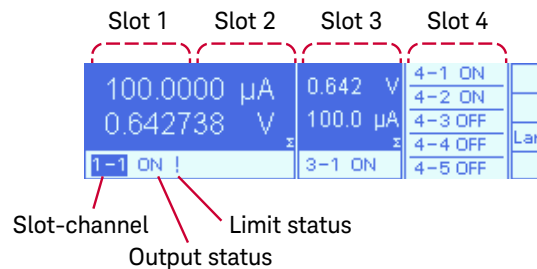 Slot 1 Slot 2 Slot 3 Slot 4
100.0000 µA
0.642738 V
Σ
1-1 ON !
0.642 V
100.0 µA
Σ
3-1 ON
4-1 ON
4-2 ON
4-3 OFF
4-4 OFF
4-5 OFF
Lar
Slot-channel
Output status
Limit status